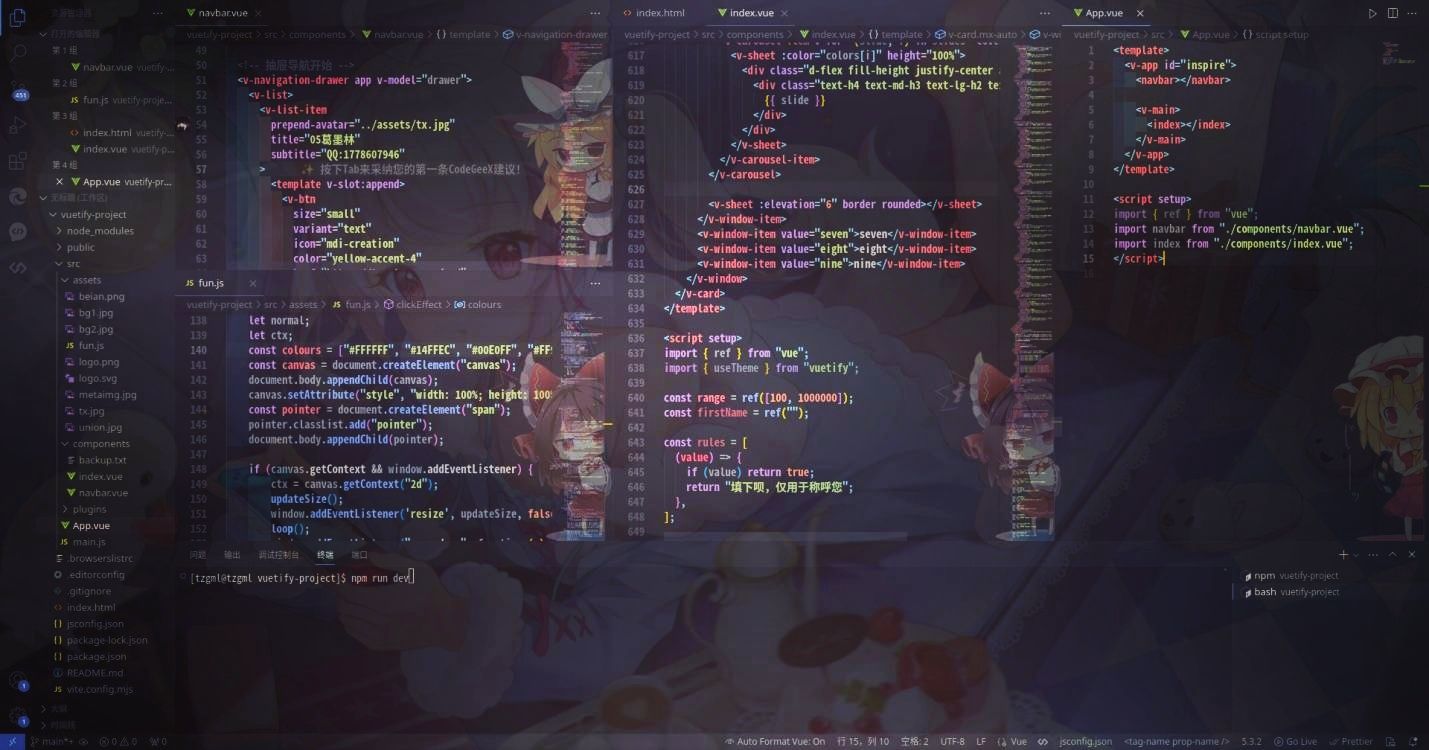 资源管理器
打开的编辑器
第 1 组
navbar.vue vuetify-...
第 2 组
fun.js vuetify-proje...
第 3 组
index.html vuetify-...
index.vue vuetify-p...
第 4 组
App.vue vuetify-pr...
无标题 (工作区)
vuetify-project
node_modules
public
src
assets
beian.png
bg1.jpg
bg2.jpg
fun.js
logo.png
logo.svg
metaimg.jpg
tx.jpg
union.jpg
components
backup.txt
index.vue
navbar.vue
plugins
App.vue
main.js
.browserslistrc
.editorconfig
.gitignore
index.html
jsconfig.json
package-lock.json
package.json
README.md
vite.config.mjs
大纲
时间线
451
1
1
navbar.vue
vuetify-project > src > components > navbar.vue > {} template > v-navigation-drawer
49
50 <!-- 抽屉导航开始 -->
51 <v-navigation-drawer app v-model="drawer">
52 <v-list>
53 <v-list-item
54 prepend-avatar="../assets/tx.jpg"
55 title="05葛墨林"
56 subtitle="QQ:1778607946"
57 > 按下Tab来采纳您的第一条CodeGeeX建议!
58 <template v-slot:append>
59 <v-btn
60 size="small"
61 variant="text"
62 icon="mdi-creation"
63 color="yellow-accent-4"
fun.js
vuetify-project > src > assets > fun.js > clickEffect > colours
138 let normal;
139 let ctx;
140 const colours = ["#FFFFFF", "#14FFEC", "#00E0FF", "#FF
141 const canvas = document.createElement("canvas");
142 document.body.appendChild(canvas);
143 canvas.setAttribute("style", "width: 100%; height: 100
144 const pointer = document.createElement("span");
145 pointer.classList.add("pointer");
146 document.body.appendChild(pointer);
147
148 if (canvas.getContext && window.addEventListener) {
149 ctx = canvas.getContext("2d");
150 updateSize();
151 window.addEventListener('resize', updateSize, fals
152 loop();
index.html
index.vue
vuetify-project > src > components > index.vue > {} template > v-card.mx-auto > v-wi
617 <v-sheet :color="colors[i]" height="100%">
618 <div class="d-flex fill-height justify-center
619 <div class="text-h4 text-md-h3 text-lg-h2 te
620 {{ slide }}
621 </div>
622 </div>
623 </v-sheet>
624 </v-carousel-item>
625 </v-carousel>
626
627 <v-sheet :elevation="6" border rounded></v-sheet>
628 </v-window-item>
629 <v-window-item value="seven">seven</v-window-item>
630 <v-window-item value="eight">eight</v-window-item>
631 <v-window-item value="nine">nine</v-window-item>
632 </v-window>
633 </v-card>
634 </template>
635
636 <script setup>
637 import { ref } from "vue";
638 import { useTheme } from "vuetify";
639
640 const range = ref([100, 1000000]);
641 const firstName = ref("");
642
643 const rules = [
644 (value) => {
645 if (value) return true;
646 return "填下呗，仅用于称呼您";
647 },
648 ];
649
App.vue
vuetify-project > src > App.vue > {} script setup
1 <template>
2 <v-app id="inspire">
3 <navbar></navbar>
4
5 <v-main>
6 <index></index>
7 </v-main>
8 </v-app>
9 </template>
10
11 <script setup>
12 import { ref } from "vue";
13 import navbar from "./components/navbar.vue";
14 import index from "./components/index.vue";
15 </script>
16
问题 输出 调试控制台 终端 端口
[tzgml@tzgml vuetify-project]$ npm run dev
npm vuetify-project
bash vuetify-project
main*+ 0 0 0 Auto Format Vue: On 行 15, 列 10 空格: 2 UTF-8 LF Vue jsconfig.json <tag-name prop-name /> 5.3.2 Go Live Prettier